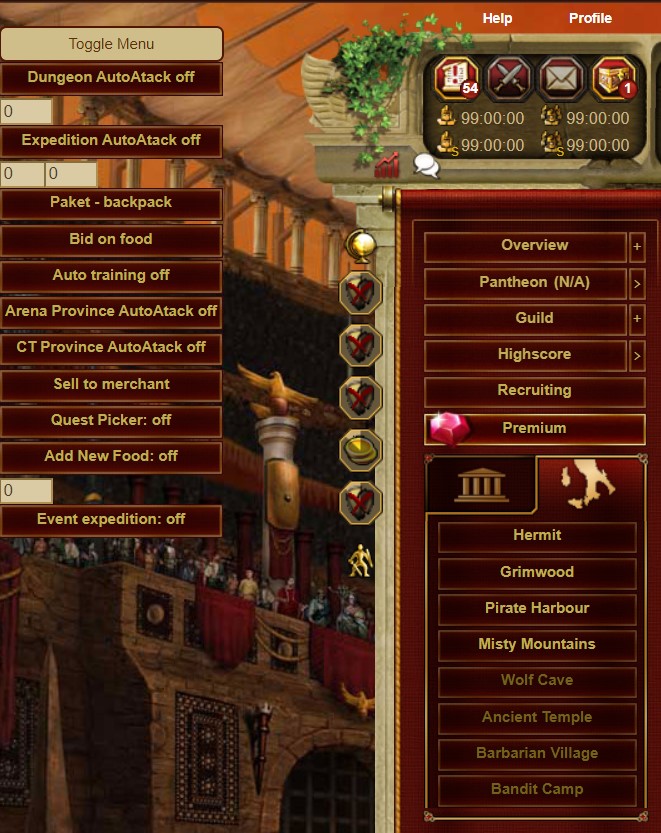 Help
Profile
Toggle Menu
Dungeon AutoAtack off
0
Expedition AutoAtack off
0
0
Paket - backpack
Bid on food
Auto training off
Arena Province AutoAtack off
CT Province AutoAtack off
Sell to merchant
Quest Picker: off
Add New Food: off
0
Event expedition: off
54
1
99:00:00
99:00:00
S 99:00:00
S 99:00:00
Overview +
Pantheon (N/A) >
Guild +
Highscore >
Recruiting
Premium
Hermit
Grimwood
Pirate Harbour
Misty Mountains
Wolf Cave
Ancient Temple
Barbarian Village
Bandit Camp